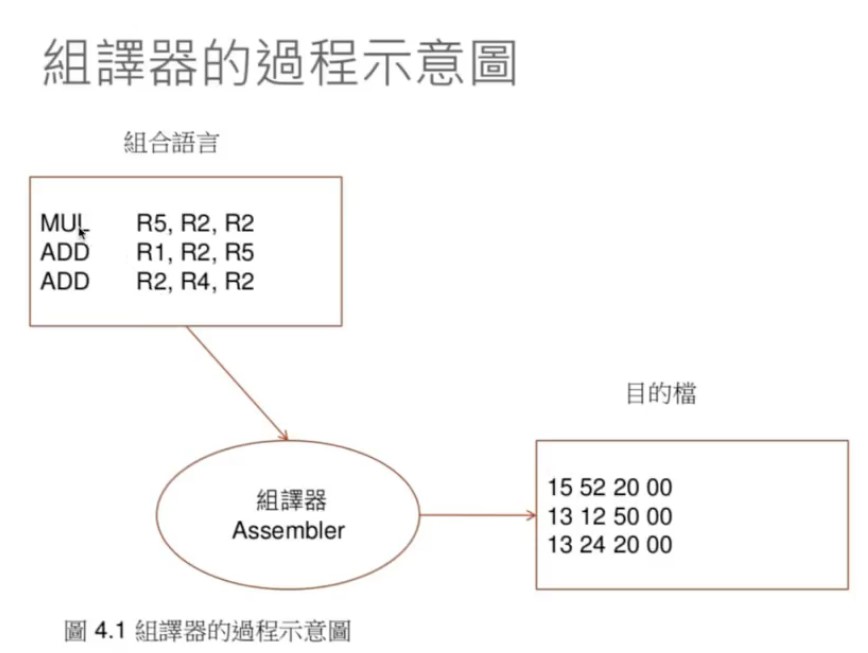 組譯器的過程示意圖
組合語言
MUL R5, R2, R2
ADD R1, R2, R5
ADD R2, R4, R2
目的檔
組譯器
Assembler
15 52 20 00
13 12 50 00
13 24 20 00
圖 4.1 組譯器的過程示意圖